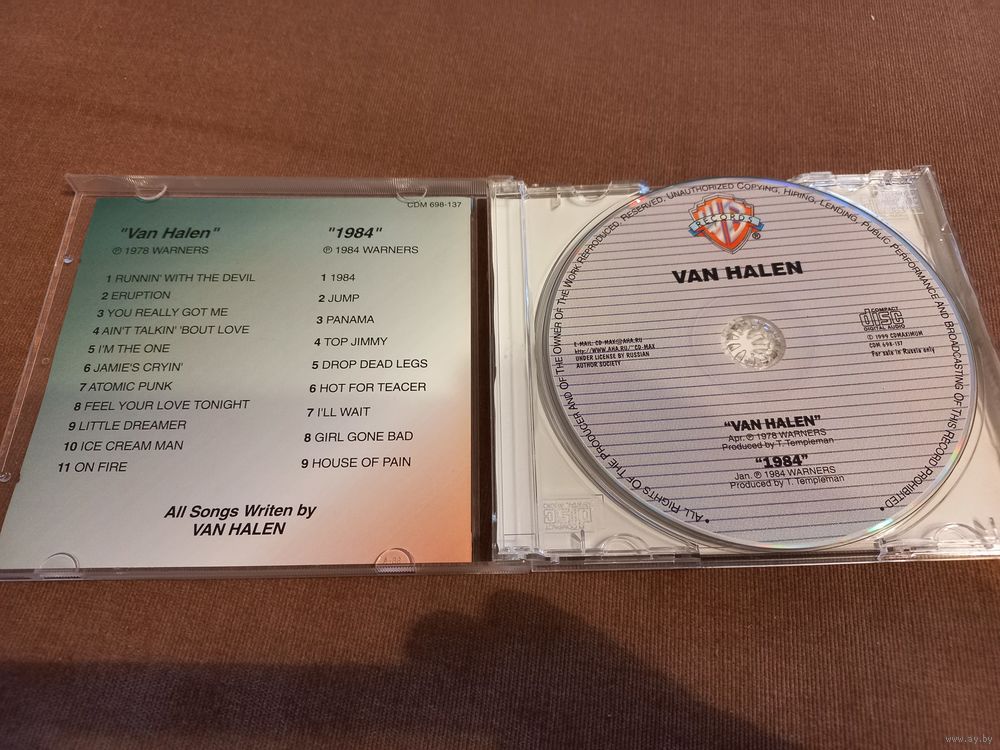 CDM 698-137
"Van Halen"
℗ 1978 WARNERS
1 RUNNIN' WITH THE DEVIL
2 ERUPTION
3 YOU REALLY GOT ME
4 AIN'T TALKIN' 'BOUT LOVE
5 I'M THE ONE
6 JAMIE'S CRYIN'
7 ATOMIC PUNK
8 FEEL YOUR LOVE TONIGHT
9 LITTLE DREAMER
10 ICE CREAM MAN
11 ON FIRE
"1984"
℗ 1984 WARNERS
1 1984
2 JUMP
3 PANAMA
4 TOP JIMMY
5 DROP DEAD LEGS
6 HOT FOR TEACER
7 I'LL WAIT
8 GIRL GONE BAD
9 HOUSE OF PAIN
All Songs Writen by
VAN HALEN
• ALL RIGHTS OF THE PRODUCER AND OF THE OWNER OF THE WORK REPRODUCED, RESERVED, UNAUTHORIZED COPYING, HIRING, LENDING, PUBLIC PERFORMANCE AND BROADCASTING OF THIS RECORD PROHIBITED •
RECORDS
®
VAN HALEN
COMPACT
disc
DIGITAL AUDIO
E-MAIL: CD-MAX@AHA.RU
http://WWW.AHA.RU/~CD-MAX
UNDER LICENSE BY RUSSIAN
AUTHOR SOCIETY
© 1999 CDMAXIMUM
CDM 698-137
For sale in Russia only
"VAN HALEN"
Apr. ℗ 1978 WARNERS
Produced by T. Templeman
"1984"
Jan. ℗ 1984 WARNERS
Produced by T. Templeman
www.ay.by